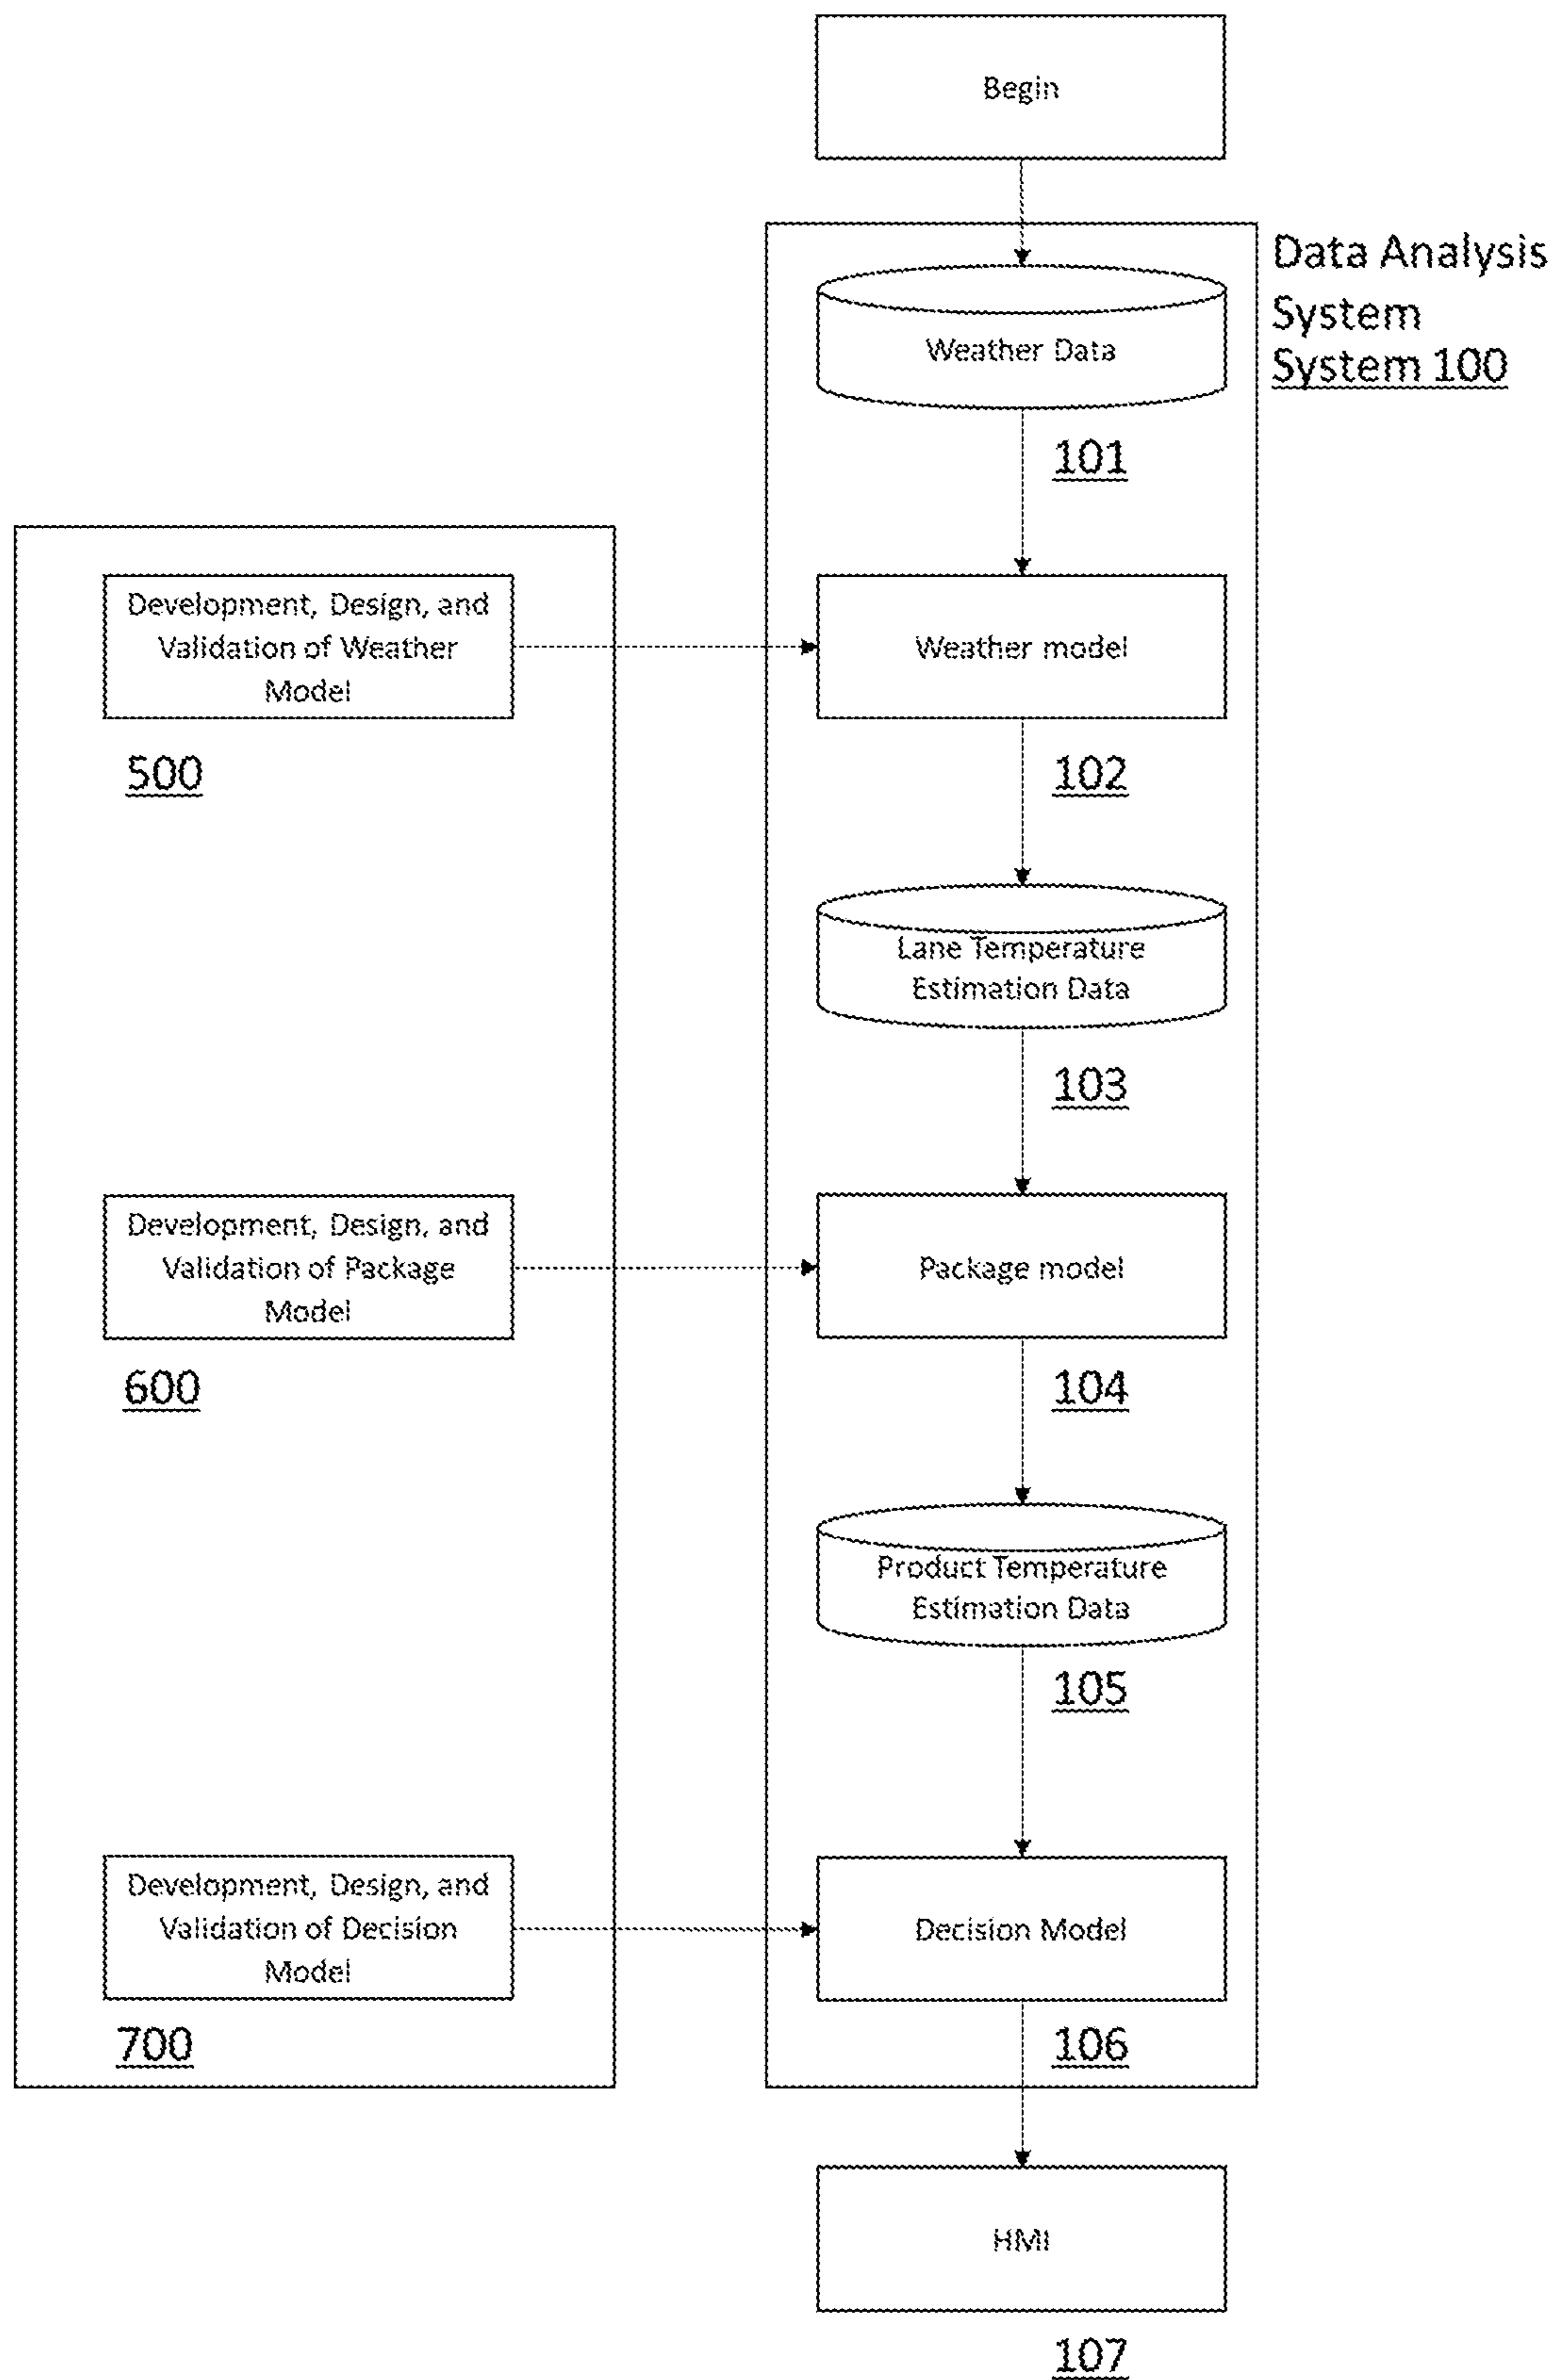 Begin
Data Analysis
System
System 100
Weather Data
101
Development, Design, and
Validation of Weather
Model
500
Weather model
102
Lane Temperature
Estimation Data
103
Development, Design, and
Validation of Package
Model
600
Package model
104
Product Temperature
Estimation Data
105
Development, Design, and
Validation of Decision
Model
700
Decision Model
106
HMI
107